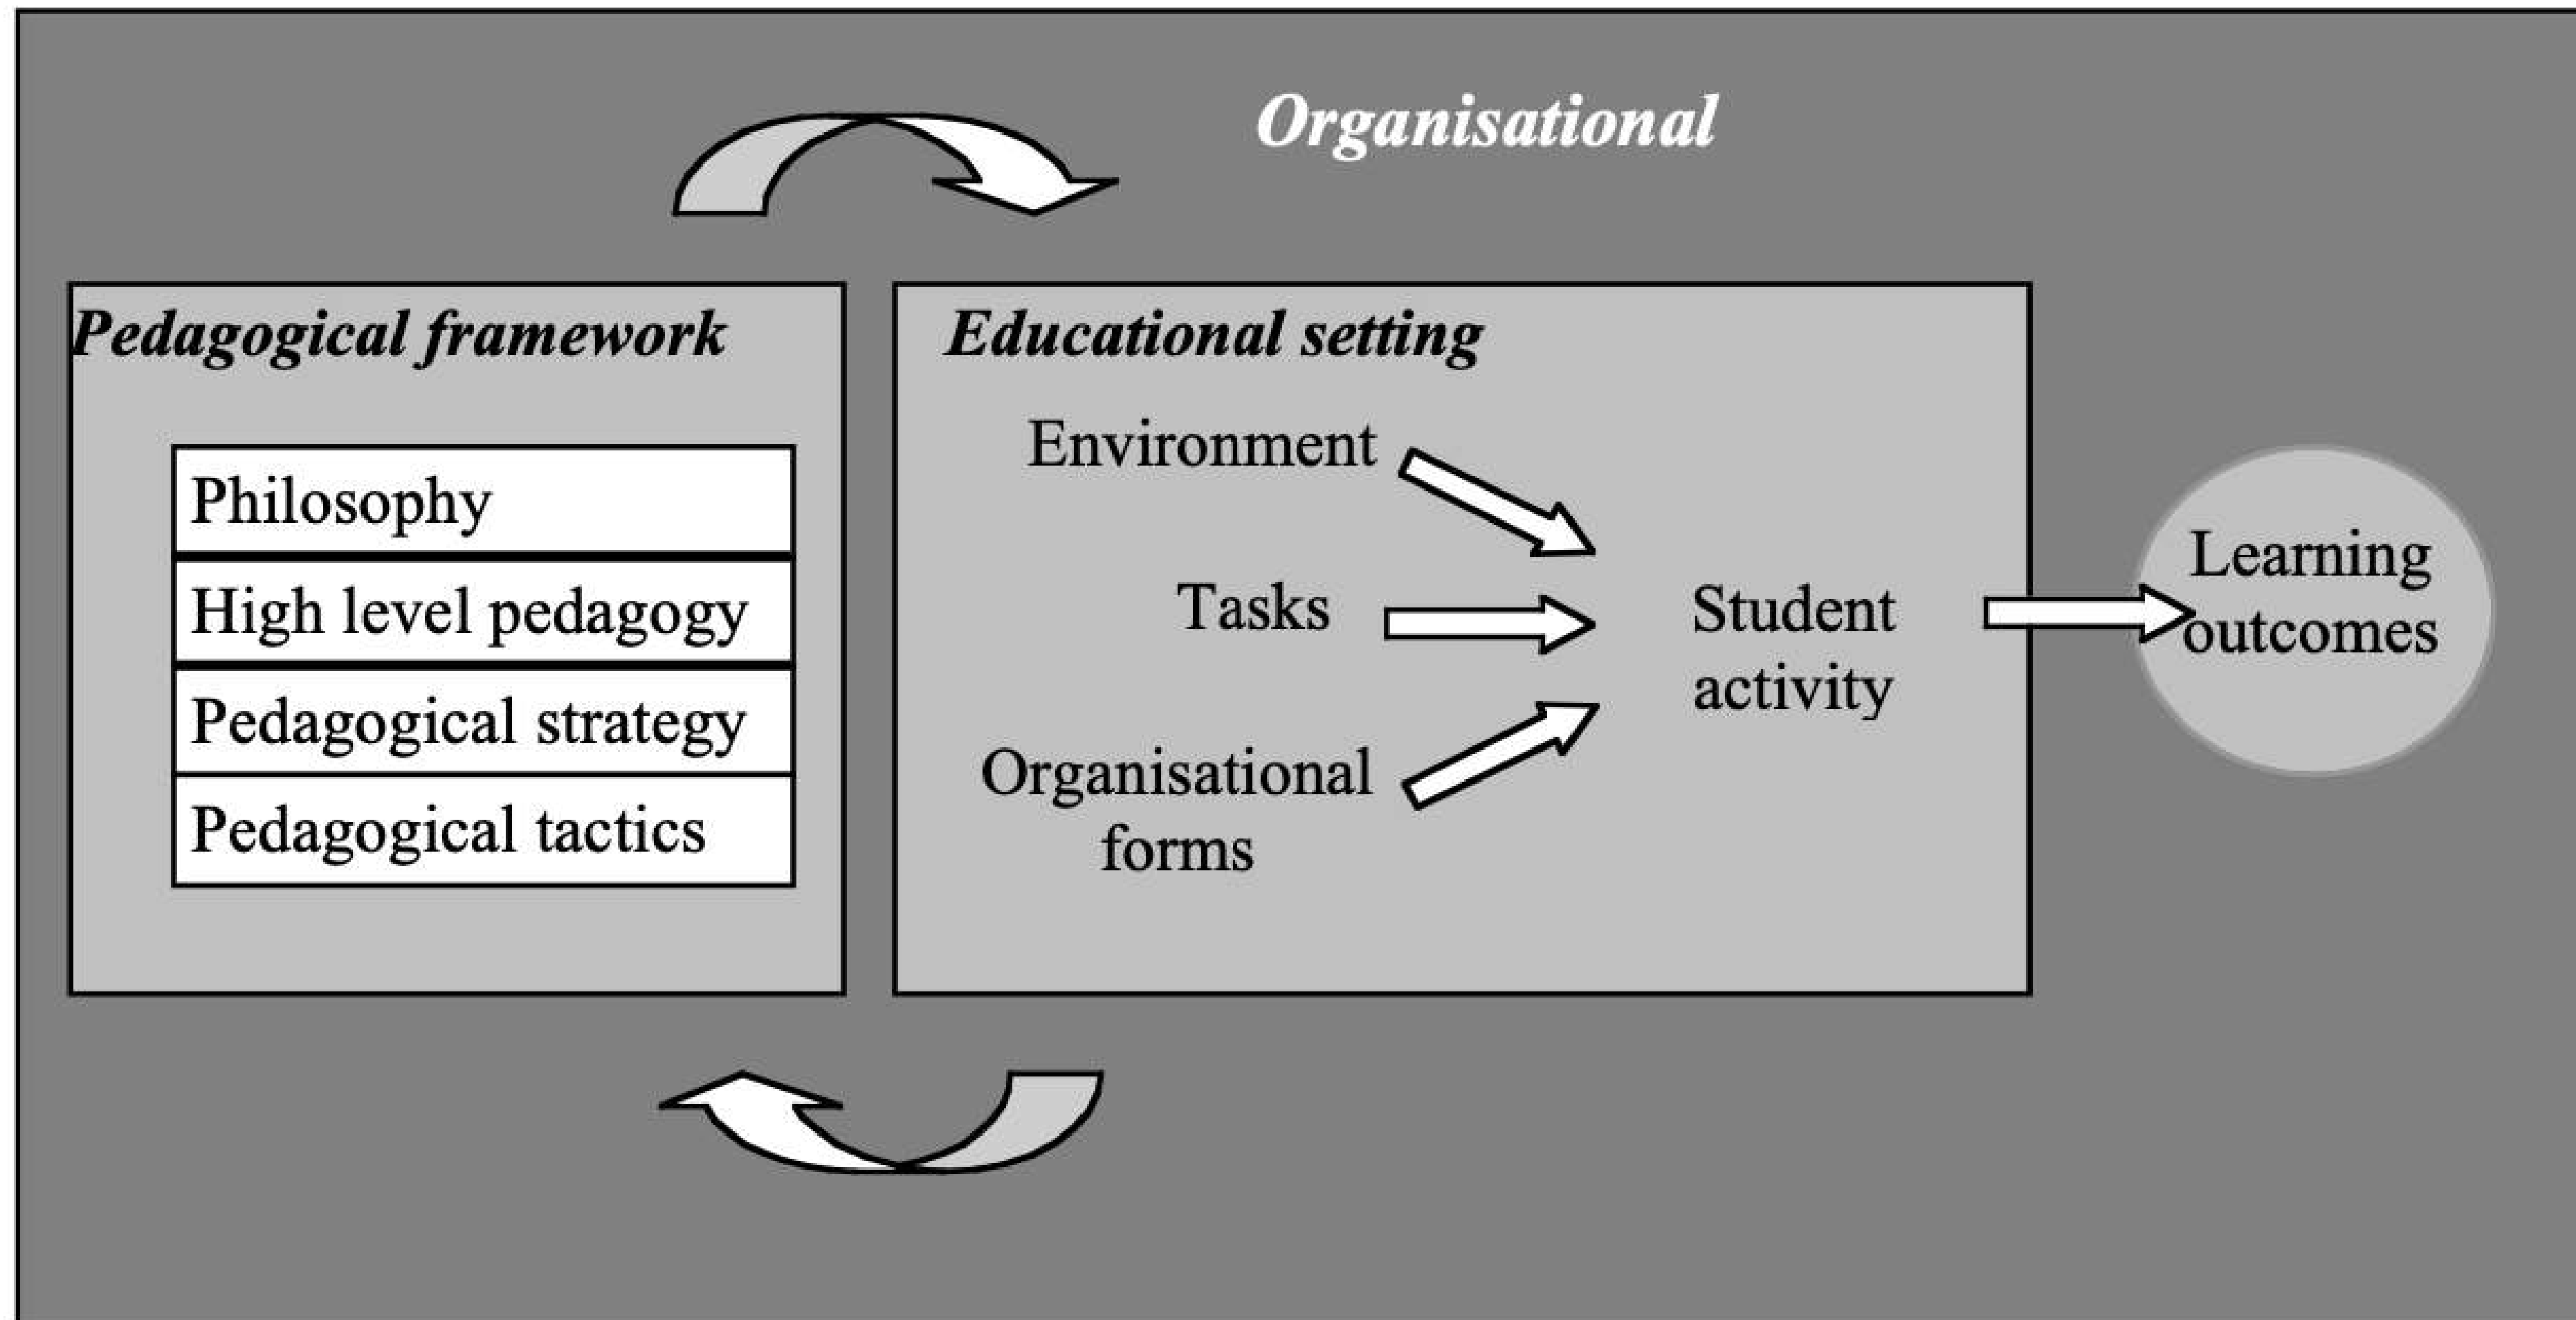 Organisational
Pedagogical framework
Philosophy
High level pedagogy
Pedagogical strategy
Pedagogical tactics
Educational setting
Environment
Tasks
Organisational
forms
Student
activity
Learning
outcomes